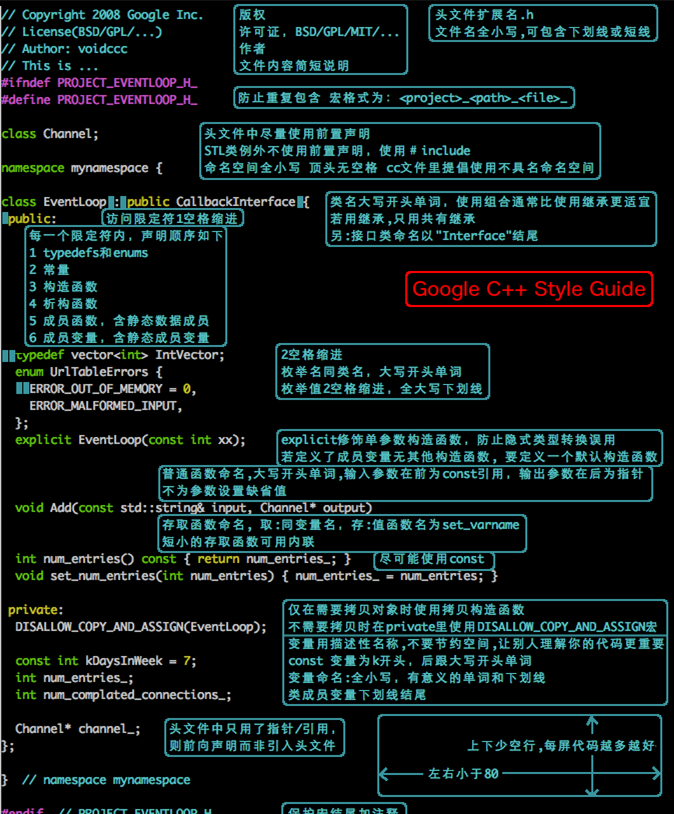 // Copyright 2008 Google Inc.
版权
头文件扩展名.h
// License(BSD/GPL/...)
许可证, BSD/GPL/MIT/...
文件名全小写,可包含下划线或短线
// Author: voidccc
作者
// This is ...
文件内容简短说明
#ifndef PROJECT_EVENTLOOP_H_
#define PROJECT_EVENTLOOP_H_
防止重复包含 宏格式为: <project>_<path>_<file>_
class Channel;
头文件中尽量使用前置声明
STL类例外不使用前置声明, 使用 # include
namespace mynamespace {
命名空间全小写 顶头无空格 cc文件里提倡使用不具名命名空间
class EventLoop : public CallbackInterface {
类名大写开头单词, 使用组合通常比使用继承更适宜
public:
访问限定符1空格缩进
若用继承,只用共有继承
另:接口类命名以"Interface"结尾
每一个限定符内, 声明顺序如下
1 typedefs和enums
2 常量
3 构造函数
4 析构函数
5 成员函数, 含静态数据成员
6 成员变量, 含静态成员变量
Google C++ Style Guide
typedef vector<int> IntVector;
2空格缩进
enum UrlTableErrors {
枚举名同类名, 大写开头单词
ERROR_OUT_OF_MEMORY = 0,
枚举值2空格缩进, 全大写下划线
ERROR_MALFORMED_INPUT,
};
explicit EventLoop(const int xx);
explicit修饰单参数构造函数, 防止隐式类型转换误用
若定义了成员变量无其他构造函数, 要定义一个默认构造函数
普通函数命名,大写开头单词,输入参数在前为const引用, 输出参数在后为指针
不为参数设置缺省值
void Add(const std::string& input, Channel* output)
存取函数命名, 取:同变量名, 存:值函数名为set_varname
短小的存取函数可用内联
int num_entries() const { return num_entries_; }
尽可能使用const
void set_num_entries(int num_entries) { num_entries_ = num_entries; }
private:
仅在需要拷贝对象时使用拷贝构造函数
DISALLOW_COPY_AND_ASSIGN(EventLoop);
不需要拷贝时在private里使用DISALLOW_COPY_AND_ASSIGN宏
变量用描述性名称,不要节约空间,让别人理解你的代码更重要
const int kDaysInWeek = 7;
const 变量为k开头, 后跟大写开头单词
int num_entries_;
变量命名:全小写, 有意义的单词和下划线
int num_complated_connections_;
类成员变量下划线结尾
Channel* channel_;
头文件中只用了指针/引用,
};
则前向声明而非引入头文件
上下少空行,每屏代码越多越好
左右小于80
} // namespace mynamespace
#endif // PROJECT_EVENTLOOP_H_
保护宏结尾加注释